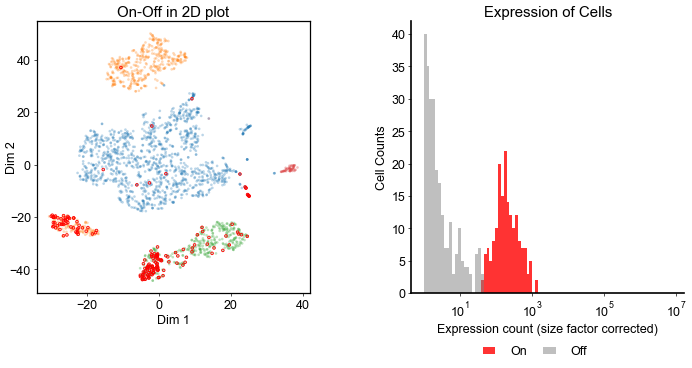 On-Off in 2D plot
Dim 2
40
20
0
−20
−40
−20
0
20
40
Dim 1
Expression of Cells
Cell Counts
40
35
30
25
20
15
10
5
0
10^1
10^3
10^5
10^7
Expression count (size factor corrected)
On
Off